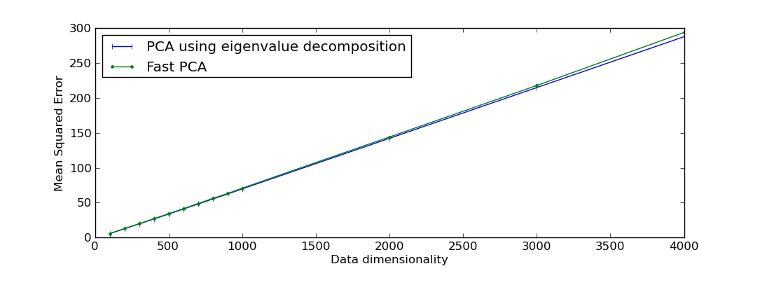 300
250
200
150
100
50
0
Mean Squared Error
PCA using eigenvalue decomposition
Fast PCA
0 500 1000 1500 2000 2500 3000 3500 4000
Data dimensionality